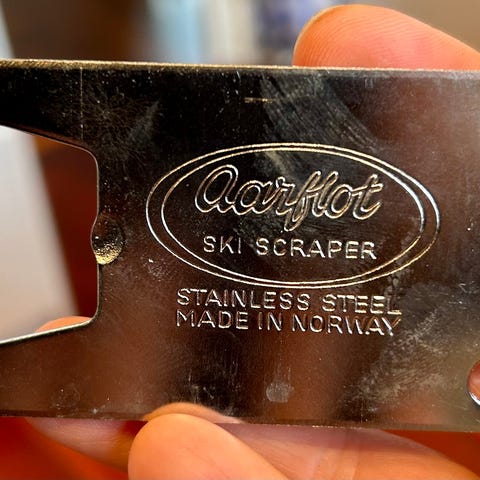 aarflot
SKI SCRAPER
STAINLESS STEEL
MADE IN NORWAY